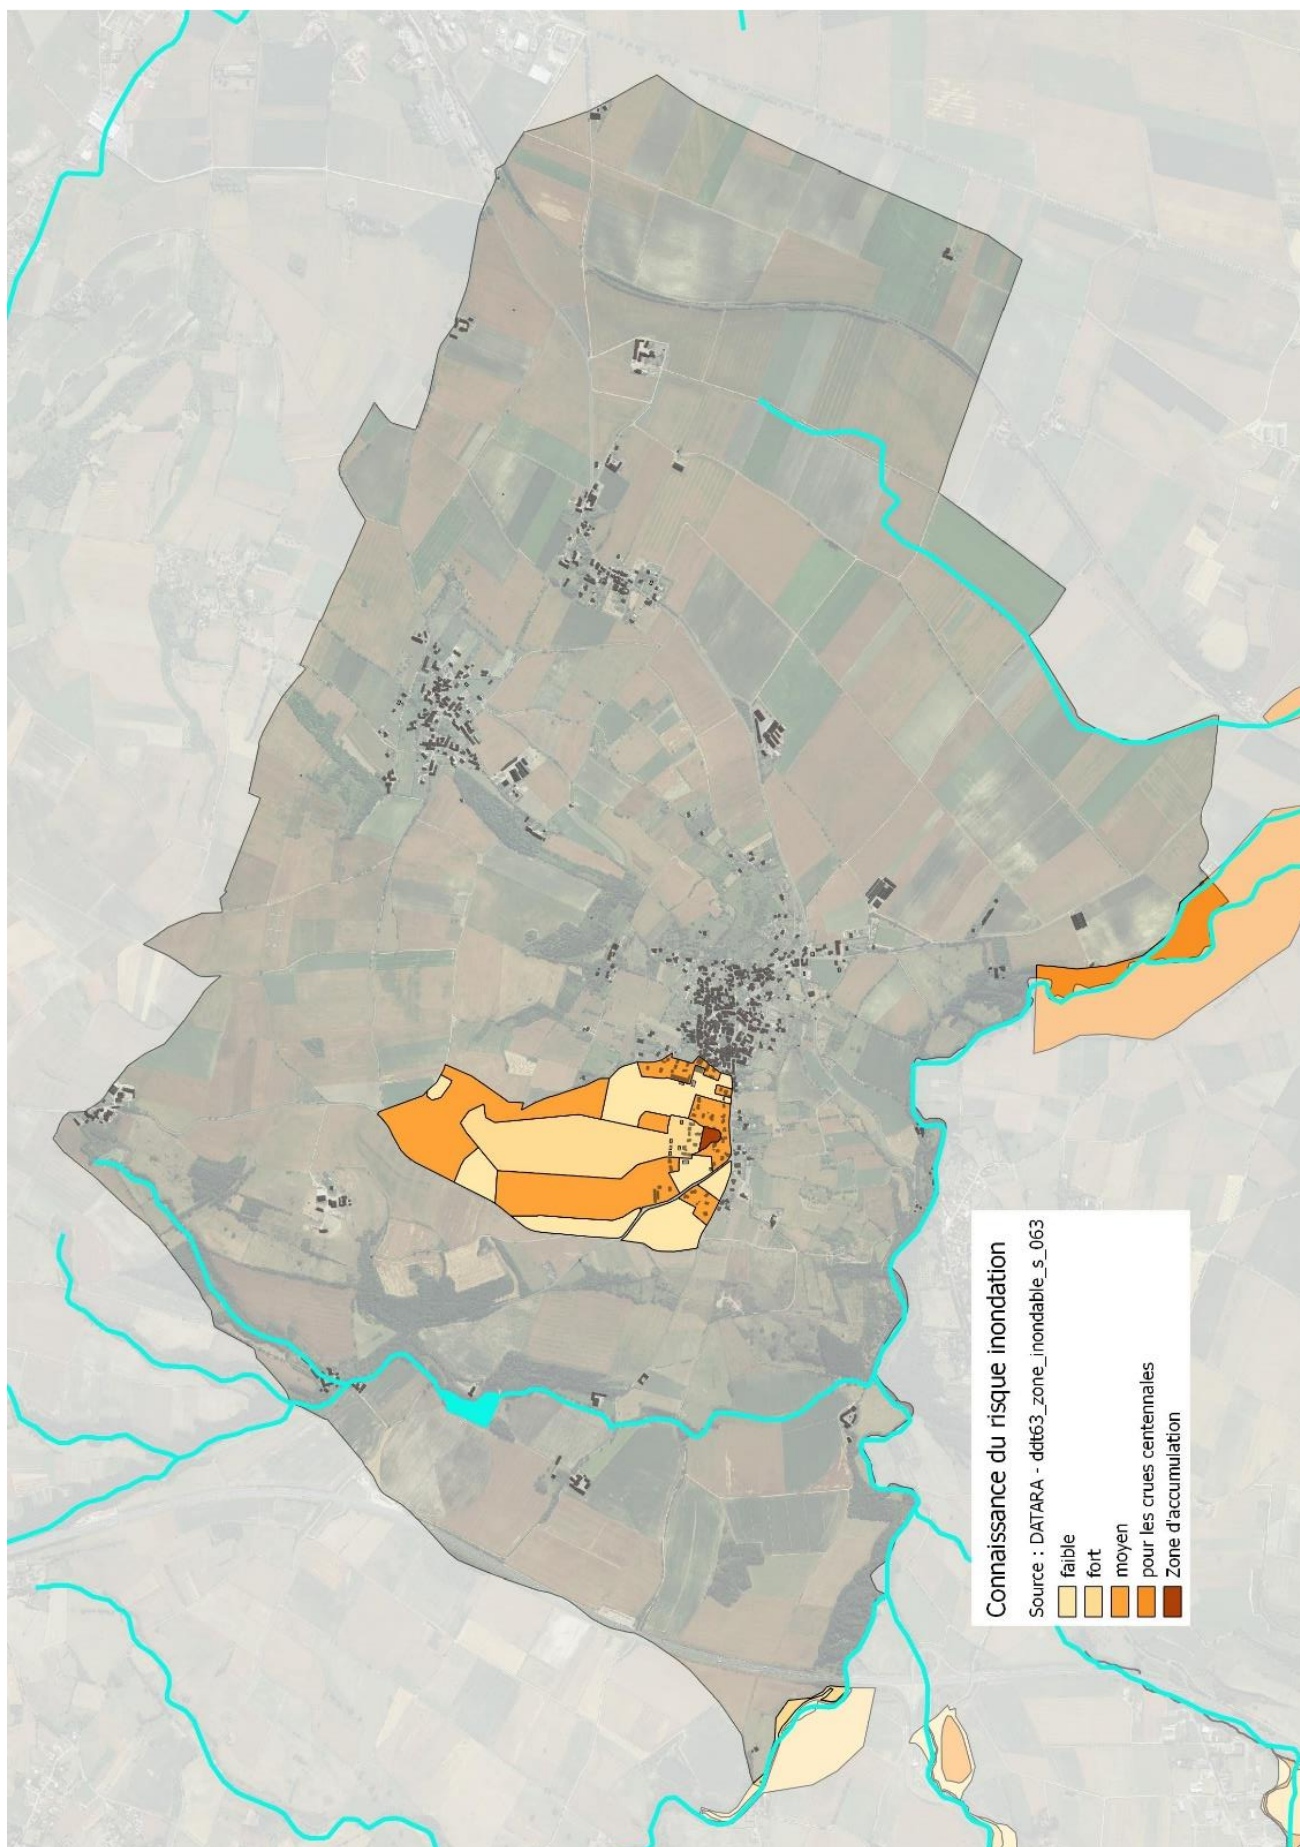 Connaissance du risque inondation
Source : DATARA - ddt63_zone_inondable_s_063
faible
fort
moyen
pour les crues centennales
Zone d'accumulation